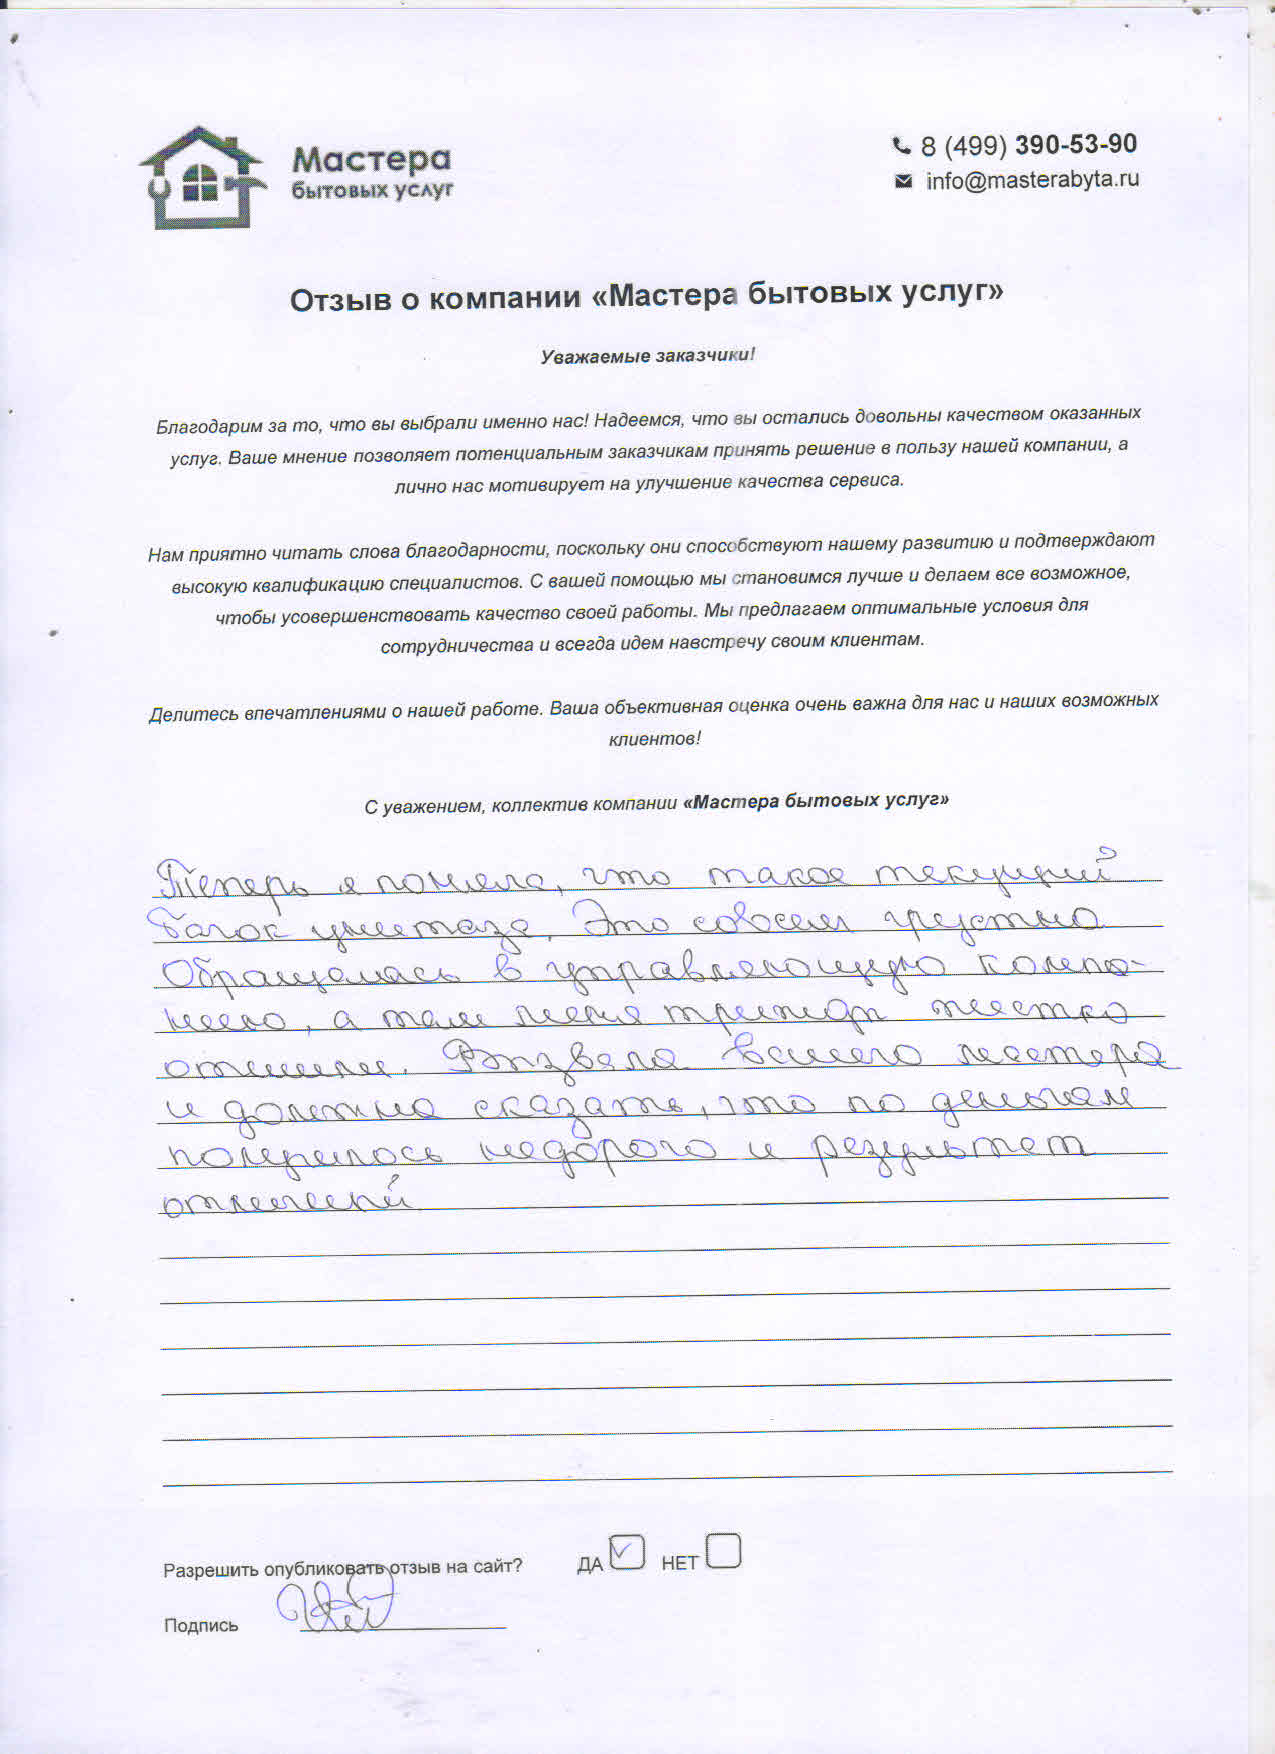 Мастера
бытовых услуг
8 (499) 390-53-90
info@masterabyta.ru
Отзыв о компании «Мастера бытовых услуг»
Уважаемые заказчики!
Благодарим за то, что вы выбрали именно нас! Надеемся, что вы остались довольны качеством оказанных
услуг. Ваше мнение позволяет потенциальным заказчикам принять решение в пользу нашей компании, а
лично нас мотивирует на улучшение качества сервиса.
Нам приятно читать слова благодарности, поскольку они способствуют нашему развитию и подтверждают
высокую квалификацию специалистов. С вашей помощью мы становимся лучше и делаем все возможное,
чтобы усовершенствовать качество своей работы. Мы предлагаем оптимальные условия для
сотрудничества и всегда идем навстречу своим клиентам.
Делитесь впечатлениями о нашей работе. Ваша объективная оценка очень важна для нас и наших возможных
клиентов!
С уважением, коллектив компании «Мастера бытовых услуг»
Теперь я поняла, что такое текущий
бачок унитаза. Это совсем грустно
Обращалась в управляющую компа-
нию, а там меня трижды жестко
отшили. Вызвала вашего мастера
и должна сказать, что по деньгам
получилось недорого и результат
отличный
Разрешить опубликовать отзыв на сайт? ДА НЕТ
Подпись